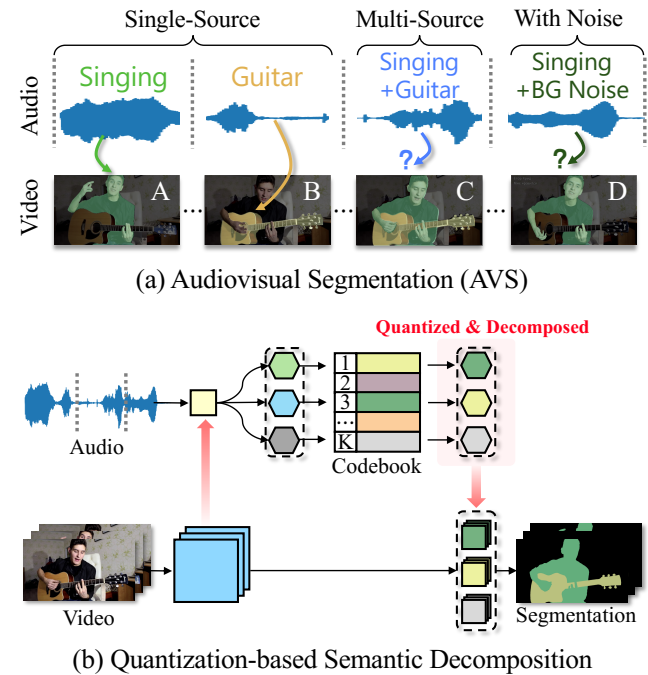 Single-Source
Multi-Source
With Noise
Audio
Singing
Guitar
Singing
+Guitar
Singing
+BG Noise
?
?
Video
A
...
B
...
C
...
D
(a) Audiovisual Segmentation (AVS)
Quantized & Decomposed
1
2
3
...
K
Audio
Codebook
Video
Segmentation
(b) Quantization-based Semantic Decomposition